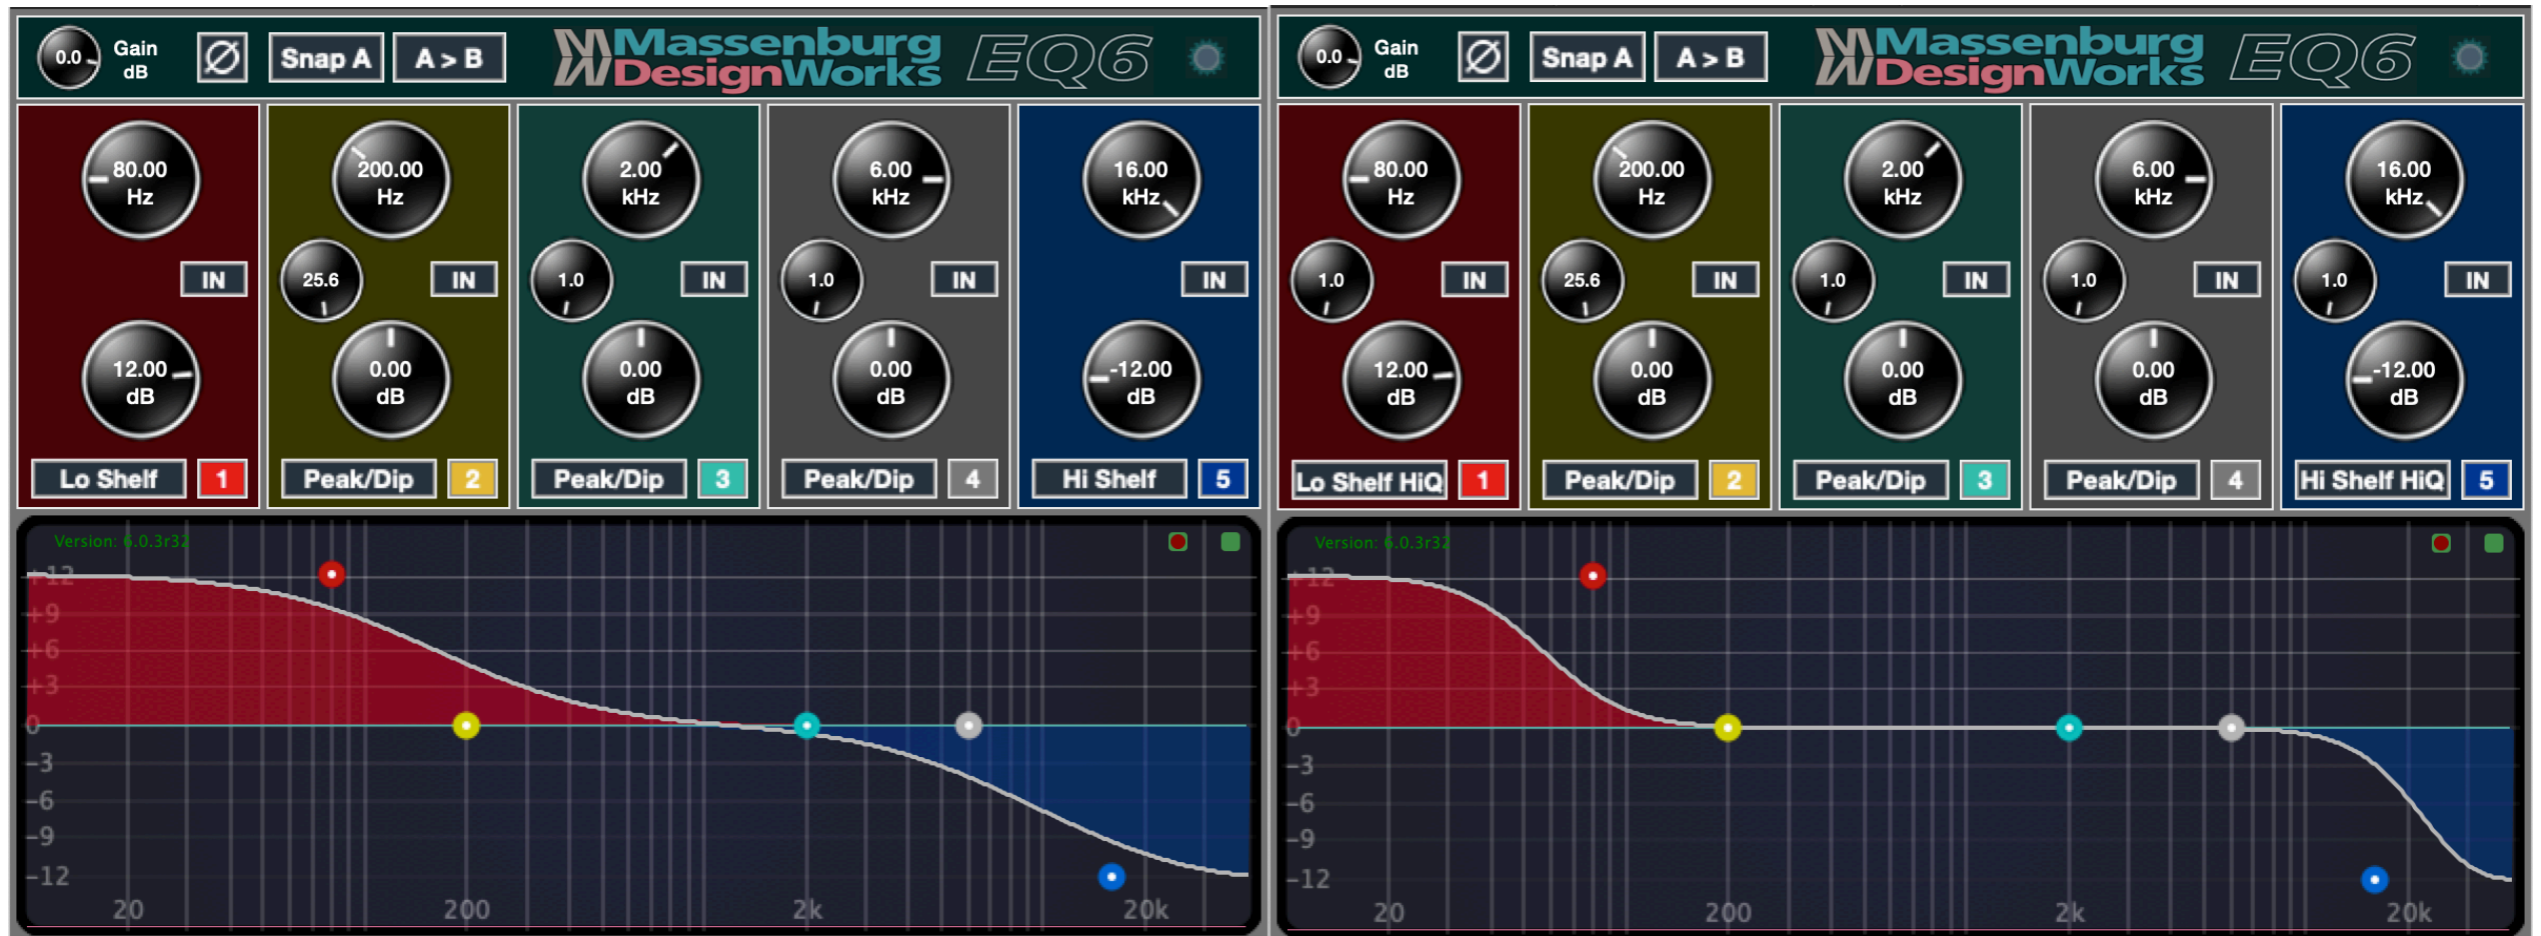 0.0 Gain dB Ø Snap A A > B Massenburg DesignWorks EQ6
80.00 Hz 200.00 Hz 2.00 kHz 6.00 kHz 16.00 kHz
IN 25.6 IN 1.0 IN 1.0 IN IN
12.00 dB 0.00 dB 0.00 dB 0.00 dB -12.00 dB
Lo Shelf 1 Peak/Dip 2 Peak/Dip 3 Peak/Dip 4 Hi Shelf 5
Version: 6.0.3r32
+12
+9
+6
+3
0
-3
-6
-9
-12
20 200 2k 20k
0.0 Gain dB Ø Snap A A > B Massenburg DesignWorks EQ6
80.00 Hz 200.00 Hz 2.00 kHz 6.00 kHz 16.00 kHz
1.0 IN 25.6 IN 1.0 IN 1.0 IN 1.0 IN
12.00 dB 0.00 dB 0.00 dB 0.00 dB -12.00 dB
Lo Shelf HiQ 1 Peak/Dip 2 Peak/Dip 3 Peak/Dip 4 Hi Shelf HiQ 5
Version: 6.0.3r32
+12
+9
+6
+3
0
-3
-6
-9
-12
20 200 2k 20k